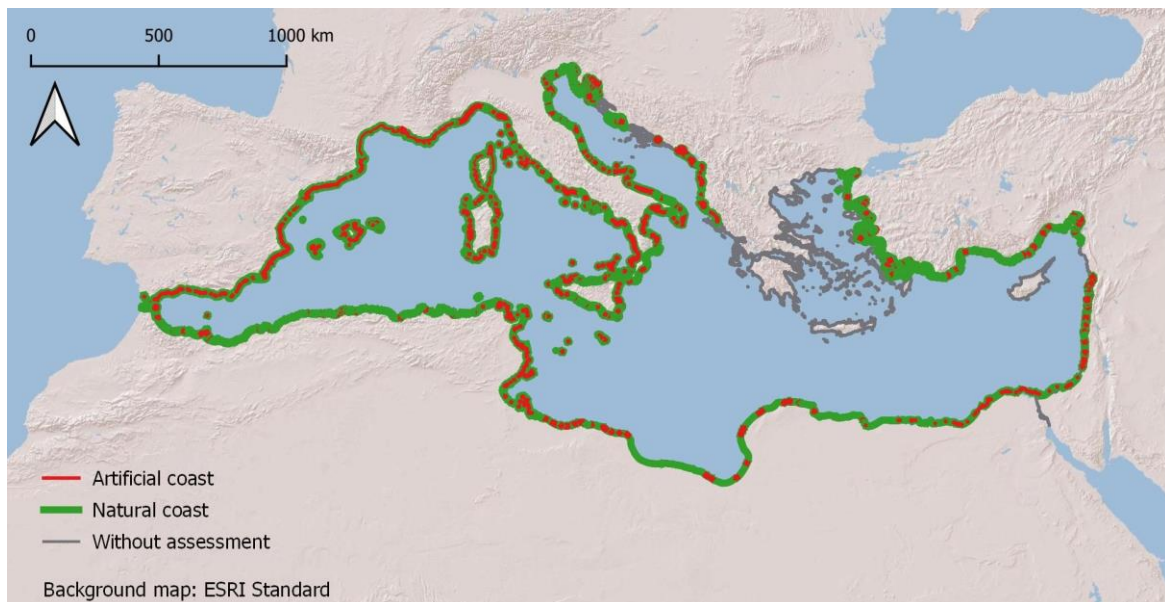 0 500 1000 km
Artificial coast
Natural coast
Without assessment
Background map: ESRI Standard